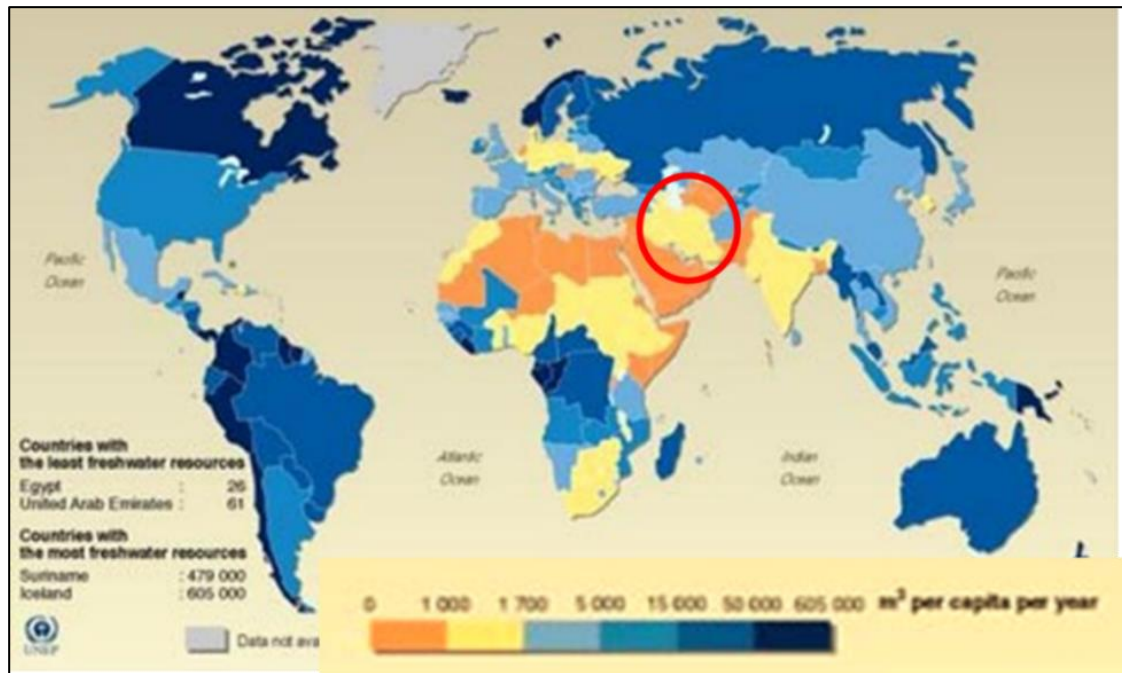 Pacific
Ocean
Pacific
Ocean
Atlantic
Ocean
Indian
Ocean
Countries with
the least freshwater resources
Egypt : 26
United Arab Emirates : 61
Countries with
the most freshwater resources
Suriname : 479 000
Iceland : 605 000
UNEP
Data not ava
0 1 000 1 700 5 000 15 000 50 000 605 000 m³ per capita per year